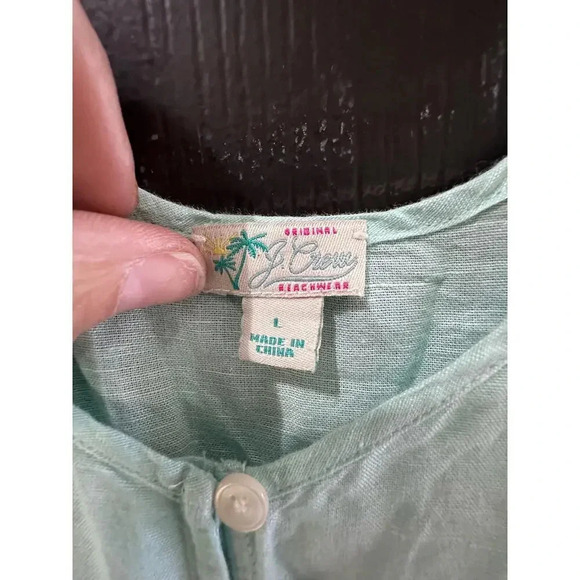 ORIGINAL
J. Crew
BEACHWEAR
L
MADE IN
CHINA